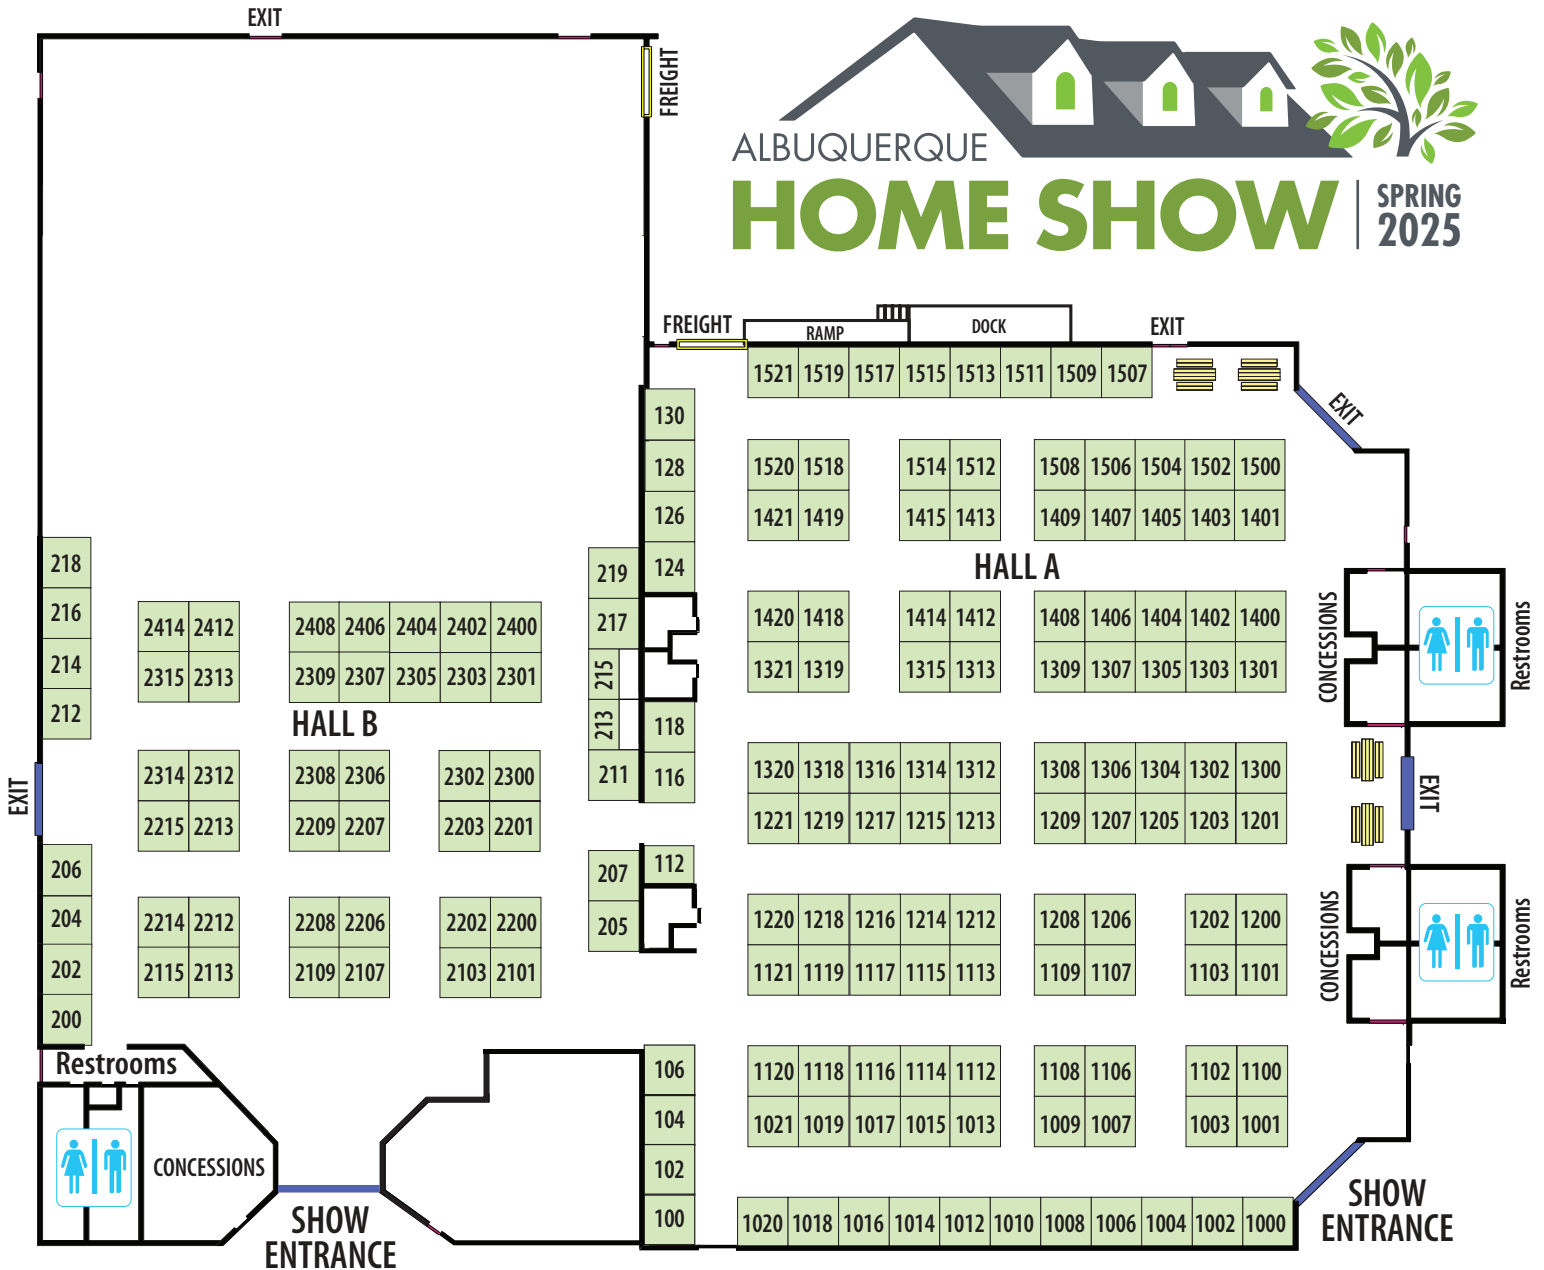 EXIT
FREIGHT
ALBUQUERQUE
HOME SHOW
SPRING
2025
FREIGHT
RAMP
DOCK
EXIT
1521 1519 1517 1515 1513 1511 1509 1507
EXIT
130
128
126
124
1520 1518 1514 1512 1508 1506 1504 1502 1500
1421 1419 1415 1413 1409 1407 1405 1403 1401
HALL A
218
216
214
212
219
217
215
213
211
118
116
2414 2412 2408 2406 2404 2402 2400
2315 2313 2309 2307 2305 2303 2301
HALL B
1420 1418 1414 1412 1408 1406 1404 1402 1400
1321 1319 1315 1313 1309 1307 1305 1303 1301
CONCESSIONS
Restrooms
EXIT
2314 2312 2308 2306 2302 2300
2215 2213 2209 2207 2203 2201
1320 1318 1316 1314 1312 1308 1306 1304 1302 1300
1221 1219 1217 1215 1213 1209 1207 1205 1203 1201
EXIT
206
204
202
200
207
205
112
2214 2212 2208 2206 2202 2200
2115 2113 2109 2107 2103 2101
1220 1218 1216 1214 1212 1208 1206 1202 1200
1121 1119 1117 1115 1113 1109 1107 1103 1101
CONCESSIONS
Restrooms
Restrooms
CONCESSIONS
106
104
102
100
1120 1118 1116 1114 1112 1108 1106 1102 1100
1021 1019 1017 1015 1013 1009 1007 1003 1001
1020 1018 1016 1014 1012 1010 1008 1006 1004 1002 1000
SHOW
ENTRANCE
SHOW
ENTRANCE